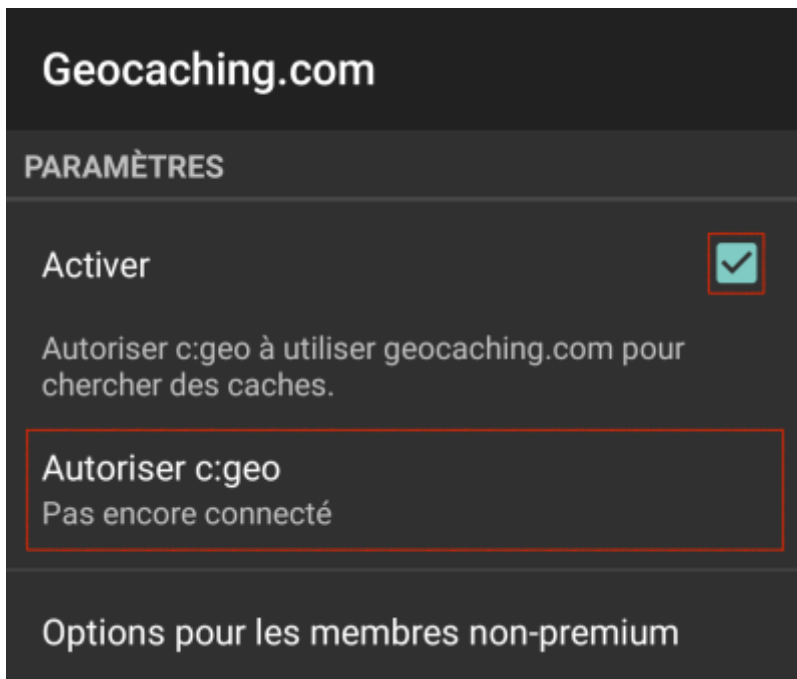 Geocaching.com
PARAMÈTRES
Activer
Autoriser c:geo à utiliser geocaching.com pour
chercher des caches.
Autoriser c:geo
Pas encore connecté
Options pour les membres non-premium